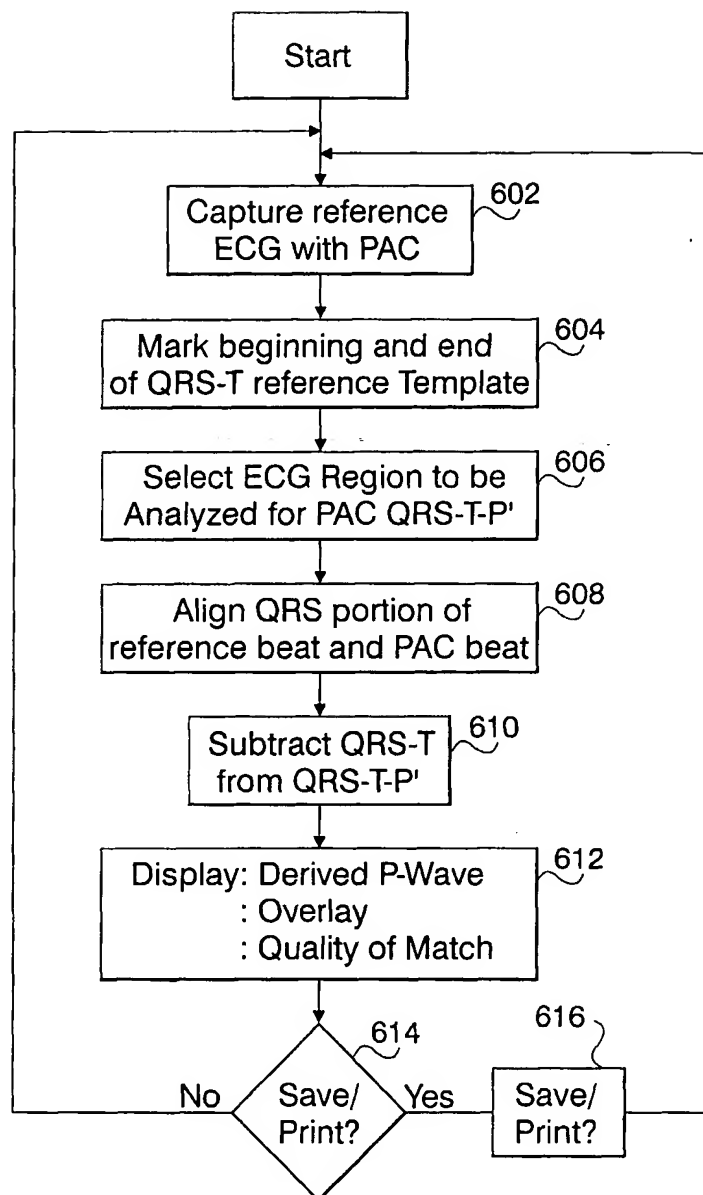 Start
Capture reference
ECG with PAC
602
Mark beginning and end
of QRS-T reference Template
604
Select ECG Region to be
Analyzed for PAC QRS-T-P'
606
Align QRS portion of
reference beat and PAC beat
608
Subtract QRS-T
from QRS-T-P'
610
Display: Derived P-Wave
: Overlay
: Quality of Match
612
614
616
No
Save/
Print?
Yes
Save/
Print?